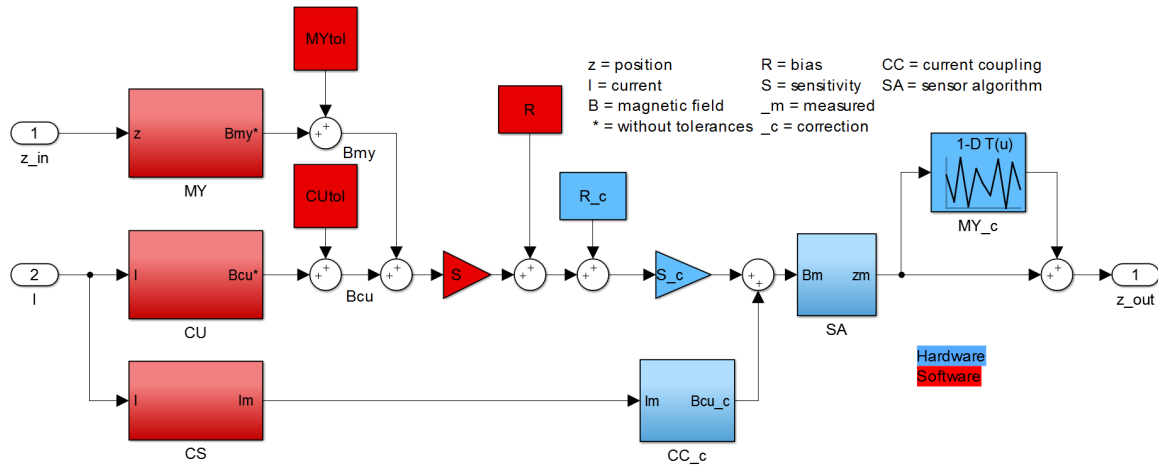 MYtol
z = position
R = bias
CC = current coupling
I = current
S = sensitivity
SA = sensor algorithm
B = magnetic field
_m = measured
* = without tolerances
_c = correction
1
z_in
z
Bmy*
MY
+
+
Bmy
R
1-D T(u)
MY_c
CUtol
R_c
2
I
I
Bcu*
CU
+
+
Bcu
+
+
S
+
+
+
+
S_c
+
+
Bm
zm
SA
+
+
1
z_out
I
Im
CS
Im
Bcu_c
CC_c
Hardware
Software